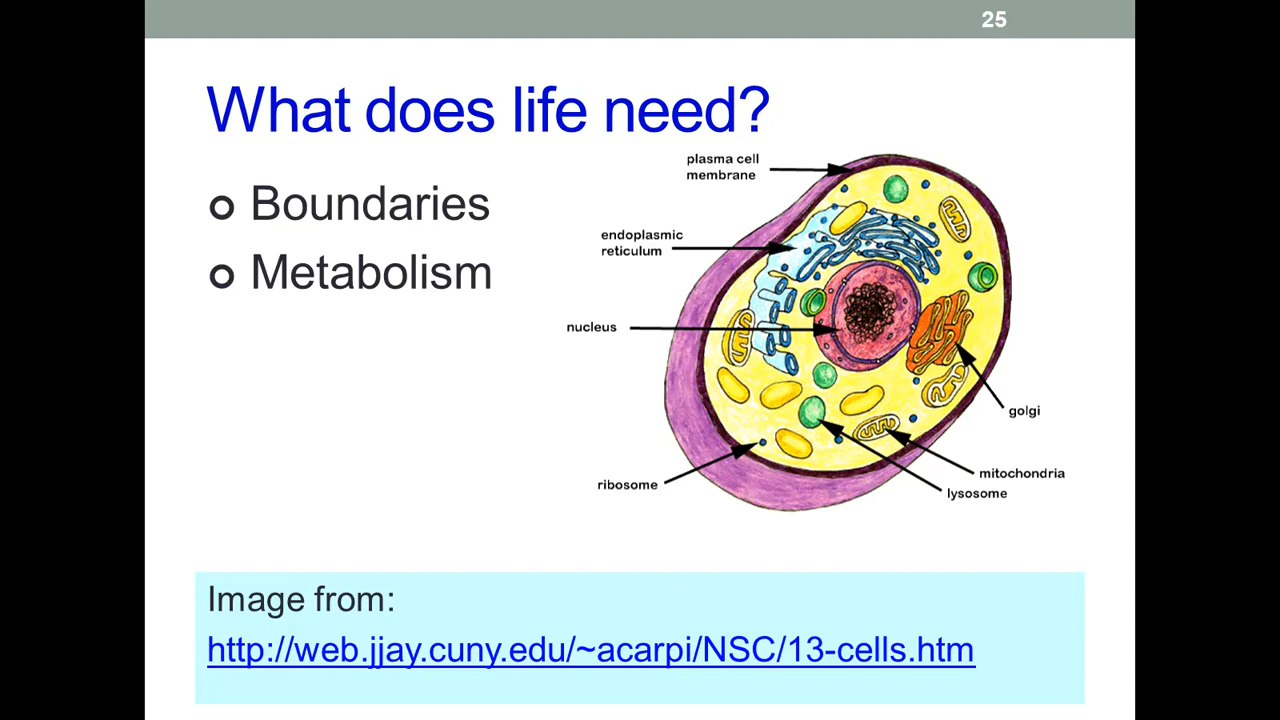 25
What does life need?
Boundaries
Metabolism
plasma cell
membrane
endoplasmic
reticulum
nucleus
golgi
mitochondria
lysosome
ribosome
Image from:
http://web.jjay.cuny.edu/~acarpi/NSC/13-cells.htm